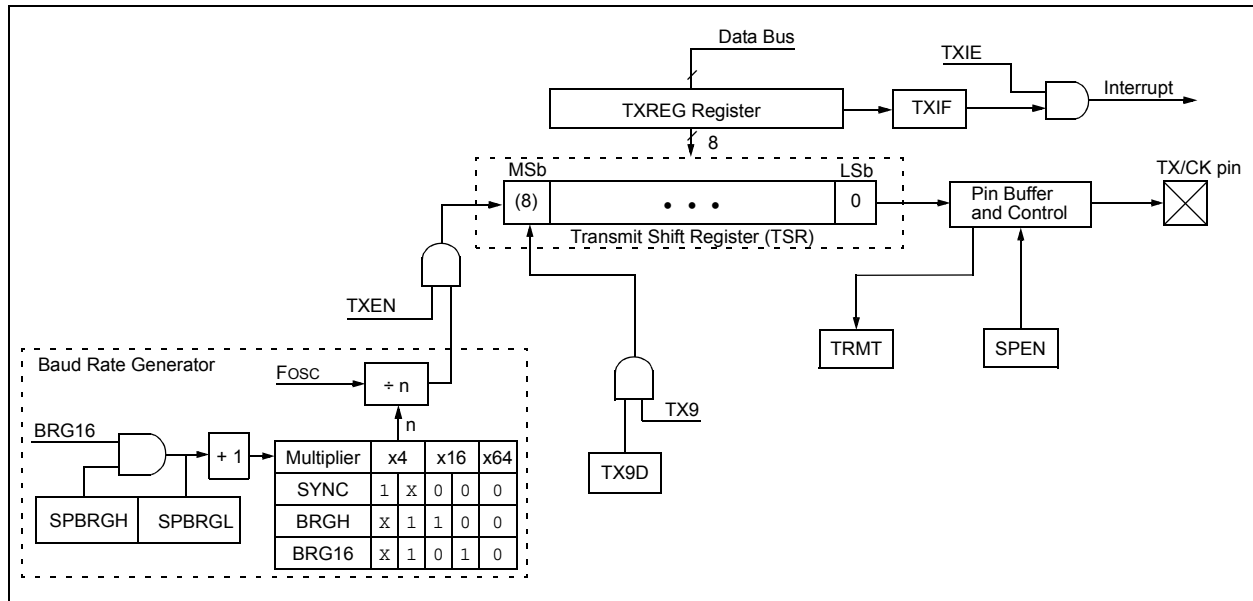 Data Bus
TXIE
Interrupt
TXREG Register
TXIF
8
MSb
LSb
TX/CK pin
(8)
• • •
0
Pin Buffer
and Control
Transmit Shift Register (TSR)
TXEN
TRMT
SPEN
Baud Rate Generator
FOSC
÷ n
TX9
n
BRG16
+ 1
Multiplier x4 x16 x64
TX9D
SYNC 1 X 0 0 0
SPBRGH SPBRGL
BRGH X 1 1 0 0
BRG16 X 1 0 1 0